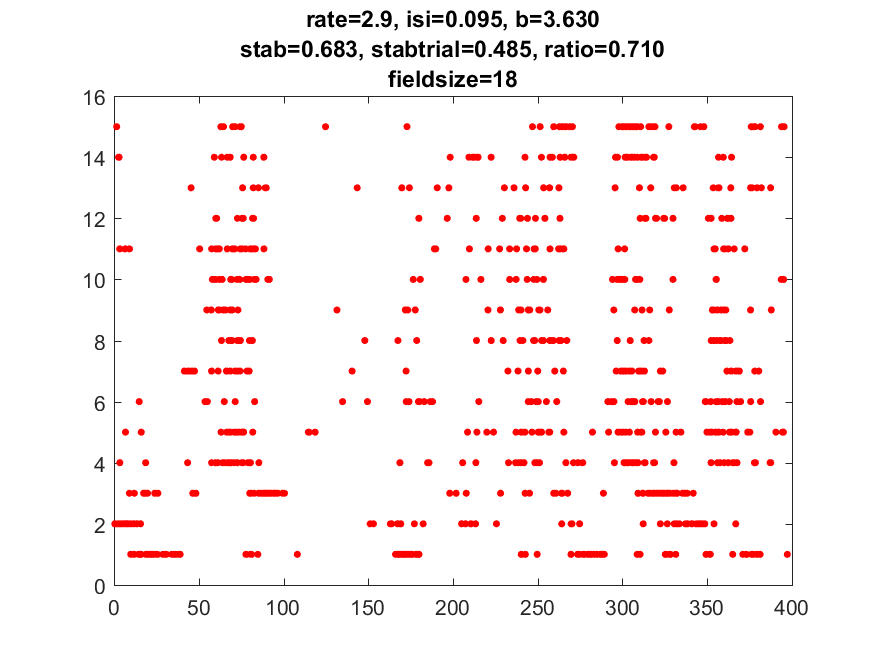 rate=2.9, isi=0.095, b=3.630
stab=0.683, stabtrial=0.485, ratio=0.710
fieldsize=18
16
14
12
10
8
6
4
2
0
0 50 100 150 200 250 300 350 400